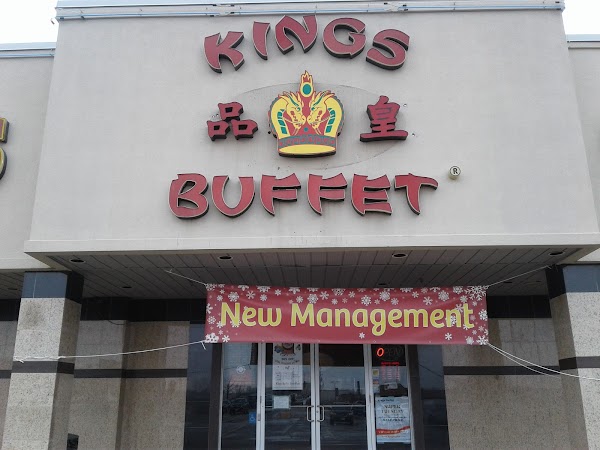 KINGS
品 皇
BUFFET ®
New Management